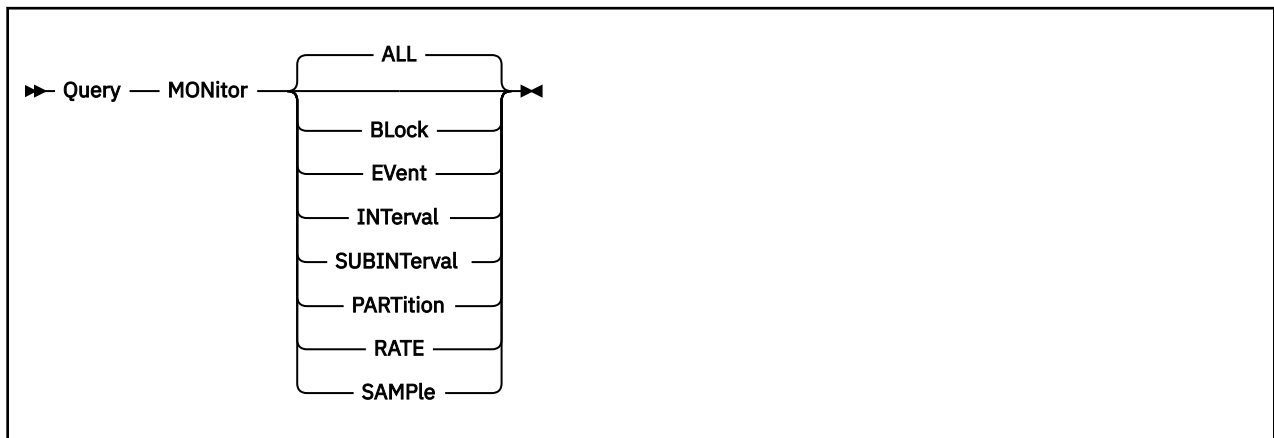 ALL
Query MONitor
BLock
EVent
INTerval
SUBINTerval
PARTition
RATE
SAMPle